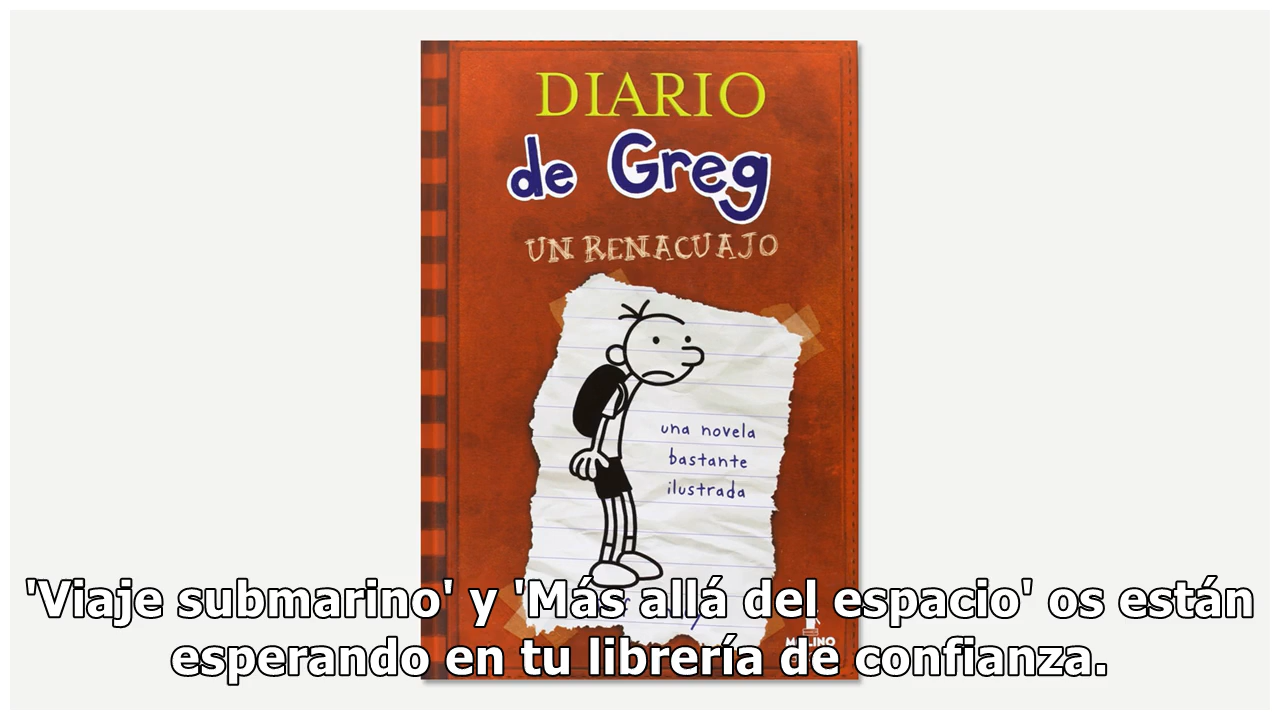 DIARIO
de Greg
UN RENACUAJO
una novela
bastante
ilustrada
'Viaje submarino' y 'Más allá del espacio' os están
esperando en tu librería de confianza.